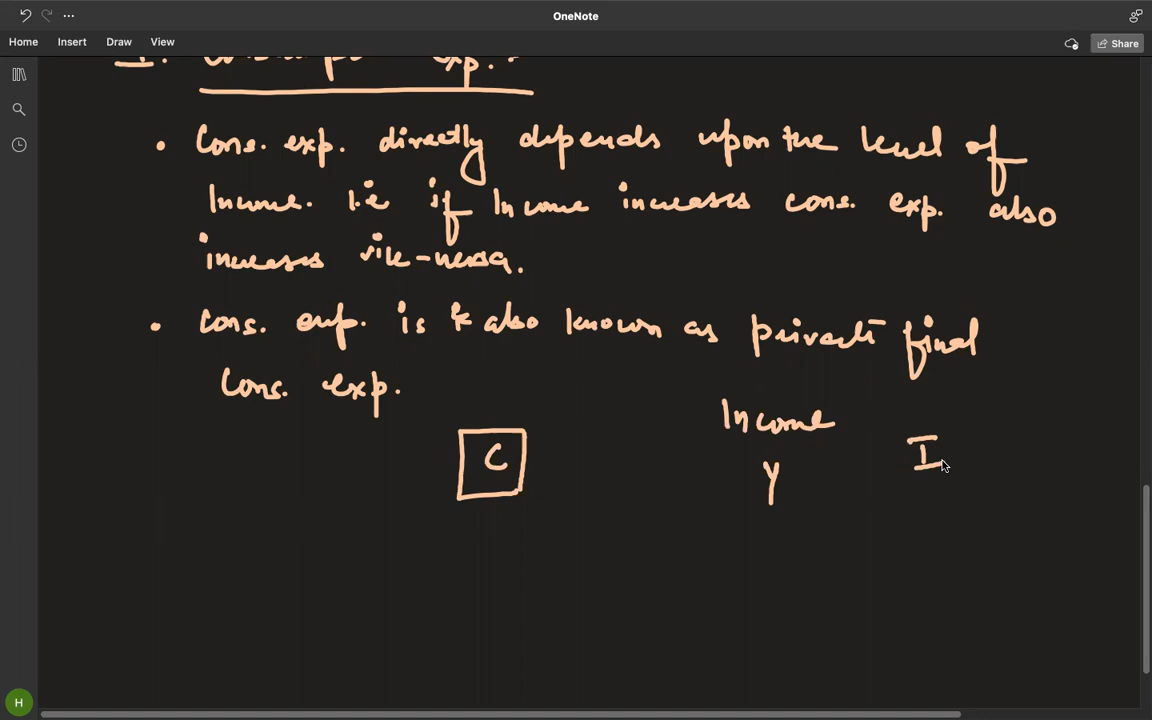 OneNote
Home Insert Draw View
Share
I. exp. :
• Cons. exp. directly depends upon the level of
Income. i.e if Income increases cons. exp. also
increases vice-versa.
• Cons. exp. is also known as private final
Cons. exp.
Income
C
Y I
H